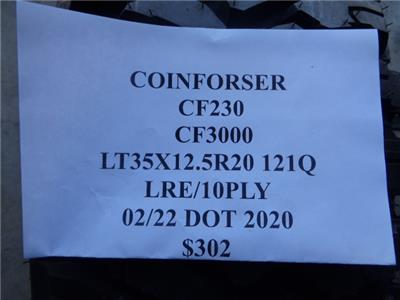 COINFORSER
CF230
CF3000
LT35X12.5R20 121Q
LRE/10PLY
02/22 DOT 2020
$302